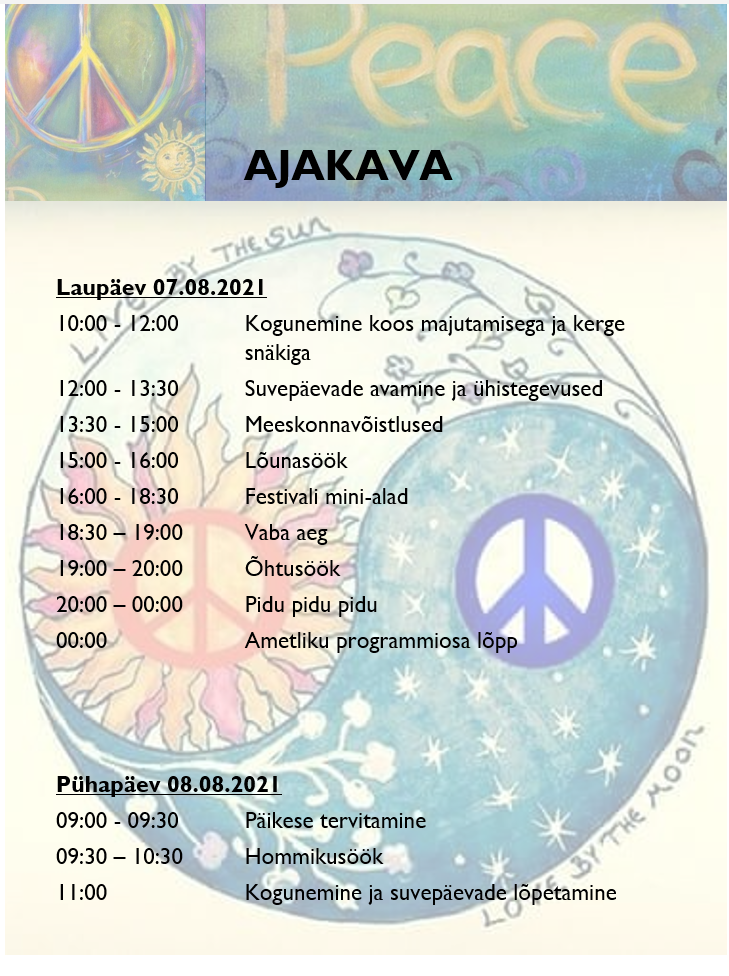 Peace
AJAKAVA
LIVE BY THE SUN
Laupäev 07.08.2021
10:00 - 12:00 Kogunemine koos majutamisega ja kerge
snäkiga
12:00 - 13:30 Suvepäevade avamine ja ühistegevused
13:30 - 15:00 Meeskonnavõistlused
15:00 - 16:00 Lõunasöök
16:00 - 18:30 Festivali mini-alad
18:30 – 19:00 Vaba aeg
19:00 – 20:00 Õhtusöök
20:00 – 00:00 Pidu pidu pidu
00:00 Ametliku programmiosa lõpp
Pühapäev 08.08.2021
09:00 - 09:30 Päikese tervitamine
09:30 – 10:30 Hommikusöök
11:00 Kogunemine ja suvepäevade lõpetamine
LOVE BY THE MOON